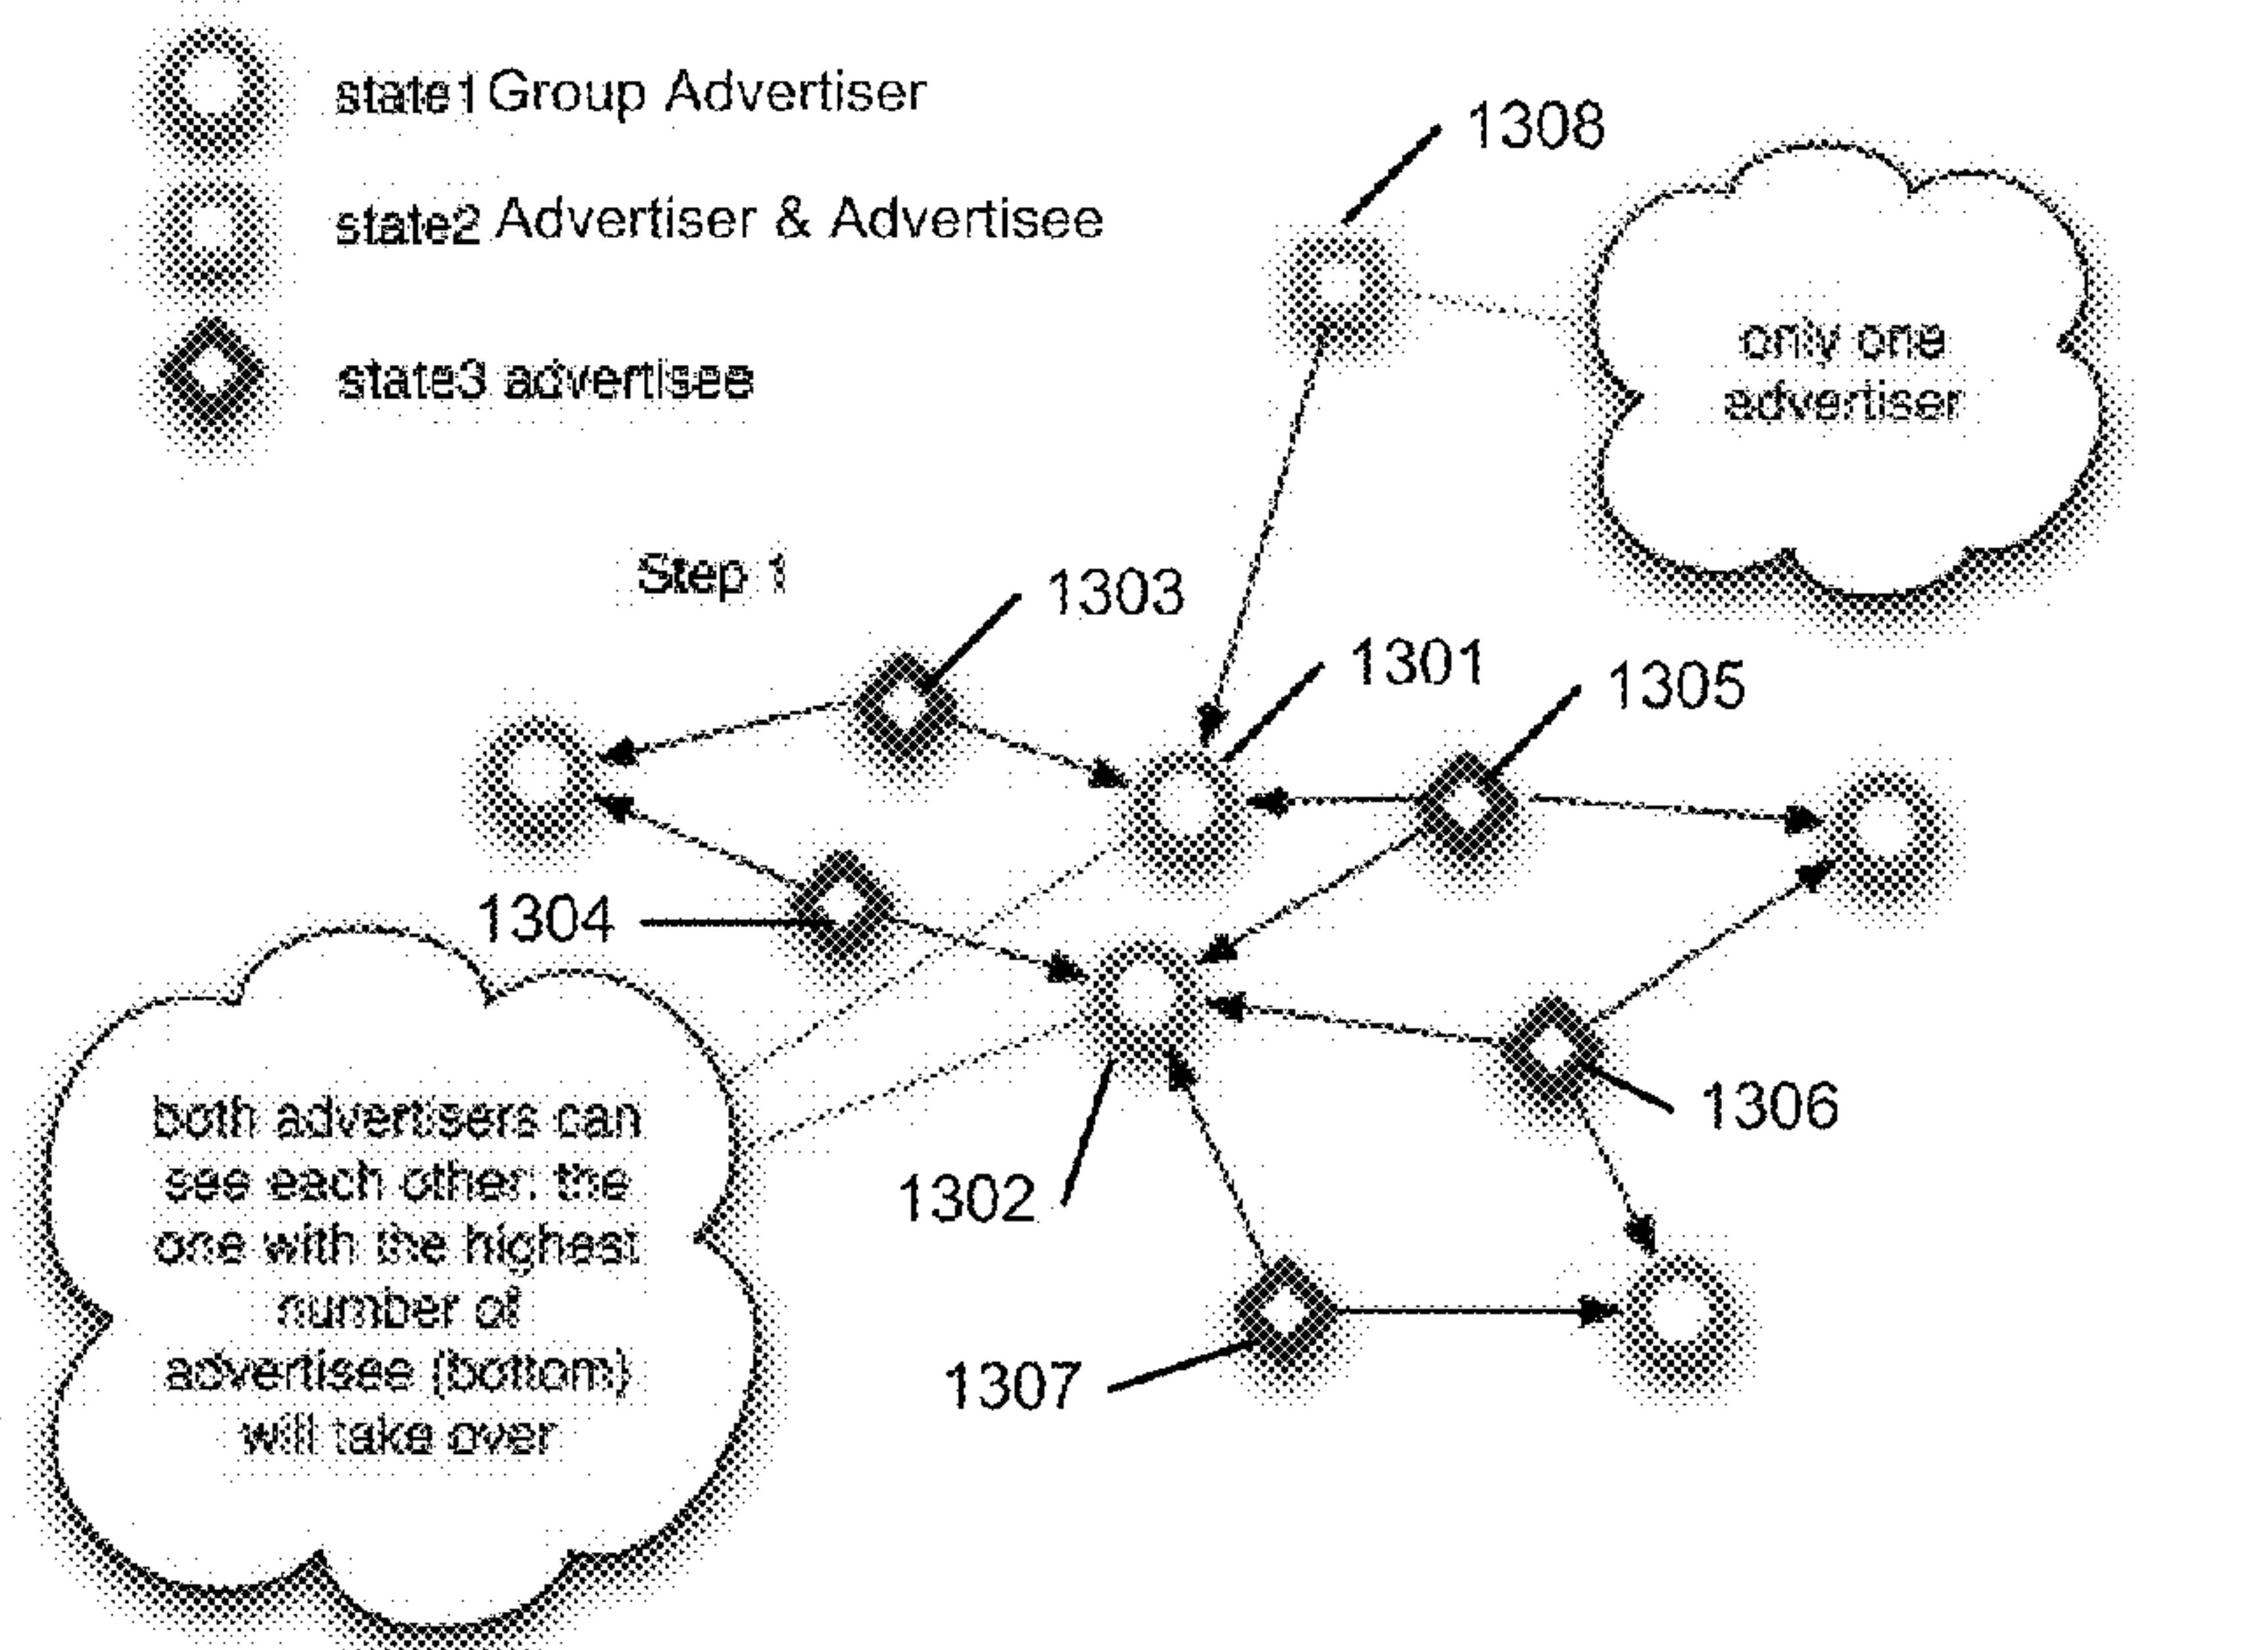 state1 Group Advertiser
state2 Advertiser & Advertisee
state3 advertisee
1308
only one
advertiser
Step 1
1303
1301
1305
1304
both advertisers can
see each other: the
one with the highest
number of
advertisee (bottom)
will take over
1302
1306
1307